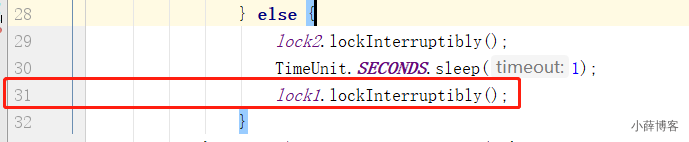 28 } else {
29 lock2.lockInterruptibly();
30 TimeUnit.SECONDS.sleep( timeout: 1);
31 lock1.lockInterruptibly();
32 }
小薛博客